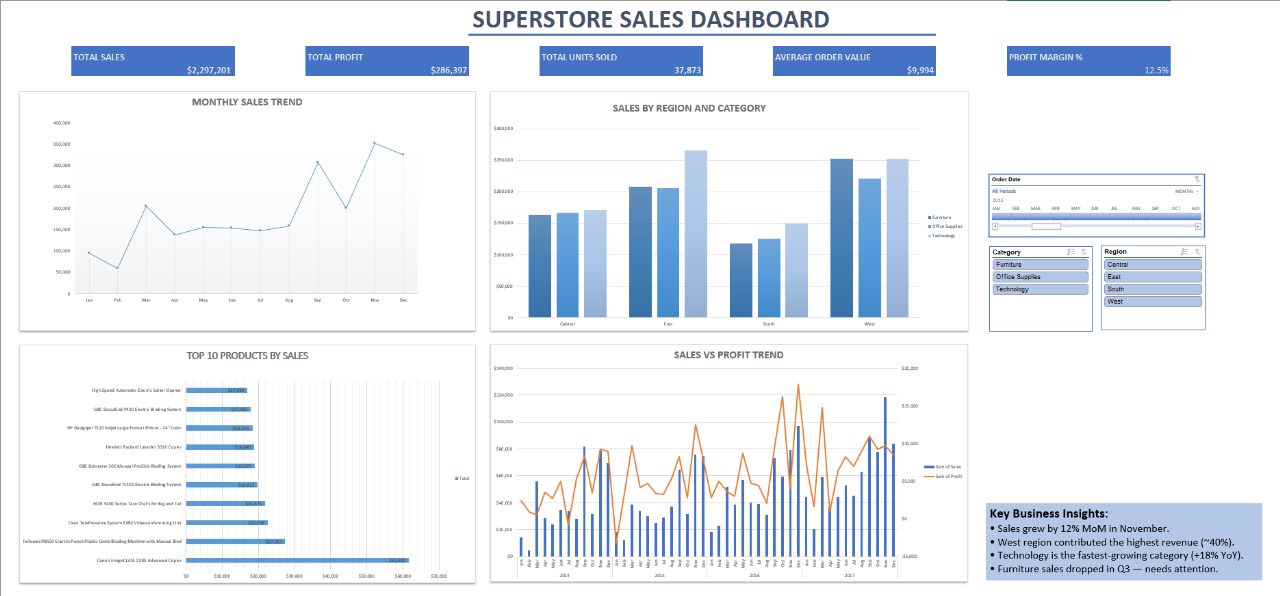 SUPERSTORE SALES DASHBOARD
TOTAL SALES
$2,297,201
TOTAL PROFIT
$286,397
TOTAL UNITS SOLD
37,873
AVERAGE ORDER VALUE
$9,994
PROFIT MARGIN %
12.5%
MONTHLY SALES TREND
400,000
350,000
300,000
250,000
200,000
150,000
100,000
50,000
0
Jan Feb Mar Apr May Jun Jul Aug Sep Oct Nov Dec
SALES BY REGION AND CATEGORY
$300,000
$250,000
$200,000
$150,000
$100,000
$50,000
$0
Central East South West
Furniture
Office Supplies
Technology
Order Date
All Periods MONTHS
2015
JAN FEB MAR APR MAY JUN JUL AUG SEP OCT NO
Category
Furniture
Office Supplies
Technology
Region
Central
East
South
West
TOP 10 PRODUCTS BY SALES
High Speed Automatic Electric Letter Opener
GBC DocuBind P400 Electric Binding System
HP Designjet T520 Inkjet Large Format Printer - 24" Color
Hewlett Packard LaserJet 3310 Copier
GBC Ibimaster 500 Manual ProClick Binding System
GBC DocuBind TL300 Electric Binding System
HON 5400 Series Task Chairs for Big and Tall
Cisco TelePresence System EX90 Videoconferencing Unit
Fellowes PB500 Electric Punch Plastic Comb Binding Machine with Manual Bind
Canon imageCLASS 2200 Advanced Copier
$0 $10,000 $20,000 $30,000 $40,000 $50,000 $60,000 $70,000
Total
SALES VS PROFIT TREND
$140,000
$120,000
$100,000
$80,000
$60,000
$40,000
$20,000
$0
$20,000
$15,000
$10,000
$5,000
$0
-$5,000
2014 2015 2016 2017
Sum of Sales
Sum of Profit
Key Business Insights:
• Sales grew by 12% MoM in November.
• West region contributed the highest revenue (~40%).
• Technology is the fastest-growing category (+18% YoY).
• Furniture sales dropped in Q3 — needs attention.